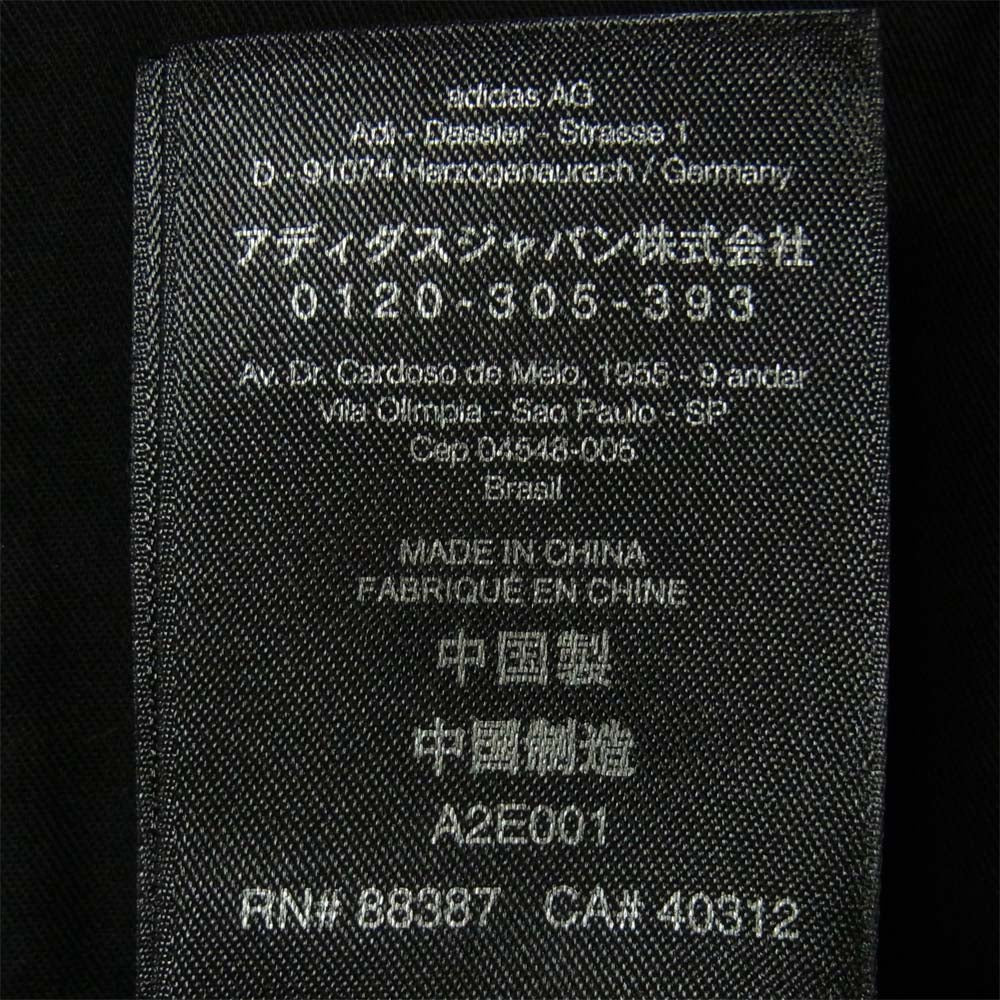 adidas AG
Adi - Dassler - Strasse 1
D - 91074 Herzogenaurach / Germany
アディダスジャパン株式会社
0120-305-393
Av. Dr. Cardoso de Melo, 1955 - 9 andar
Vila Olimpia - Sao Paulo - SP
Cep 04548-005
Brasil
MADE IN CHINA
FABRIQUÉ EN CHINE
中国製
中国制造
A2E001
RN# 88387 CA# 40312